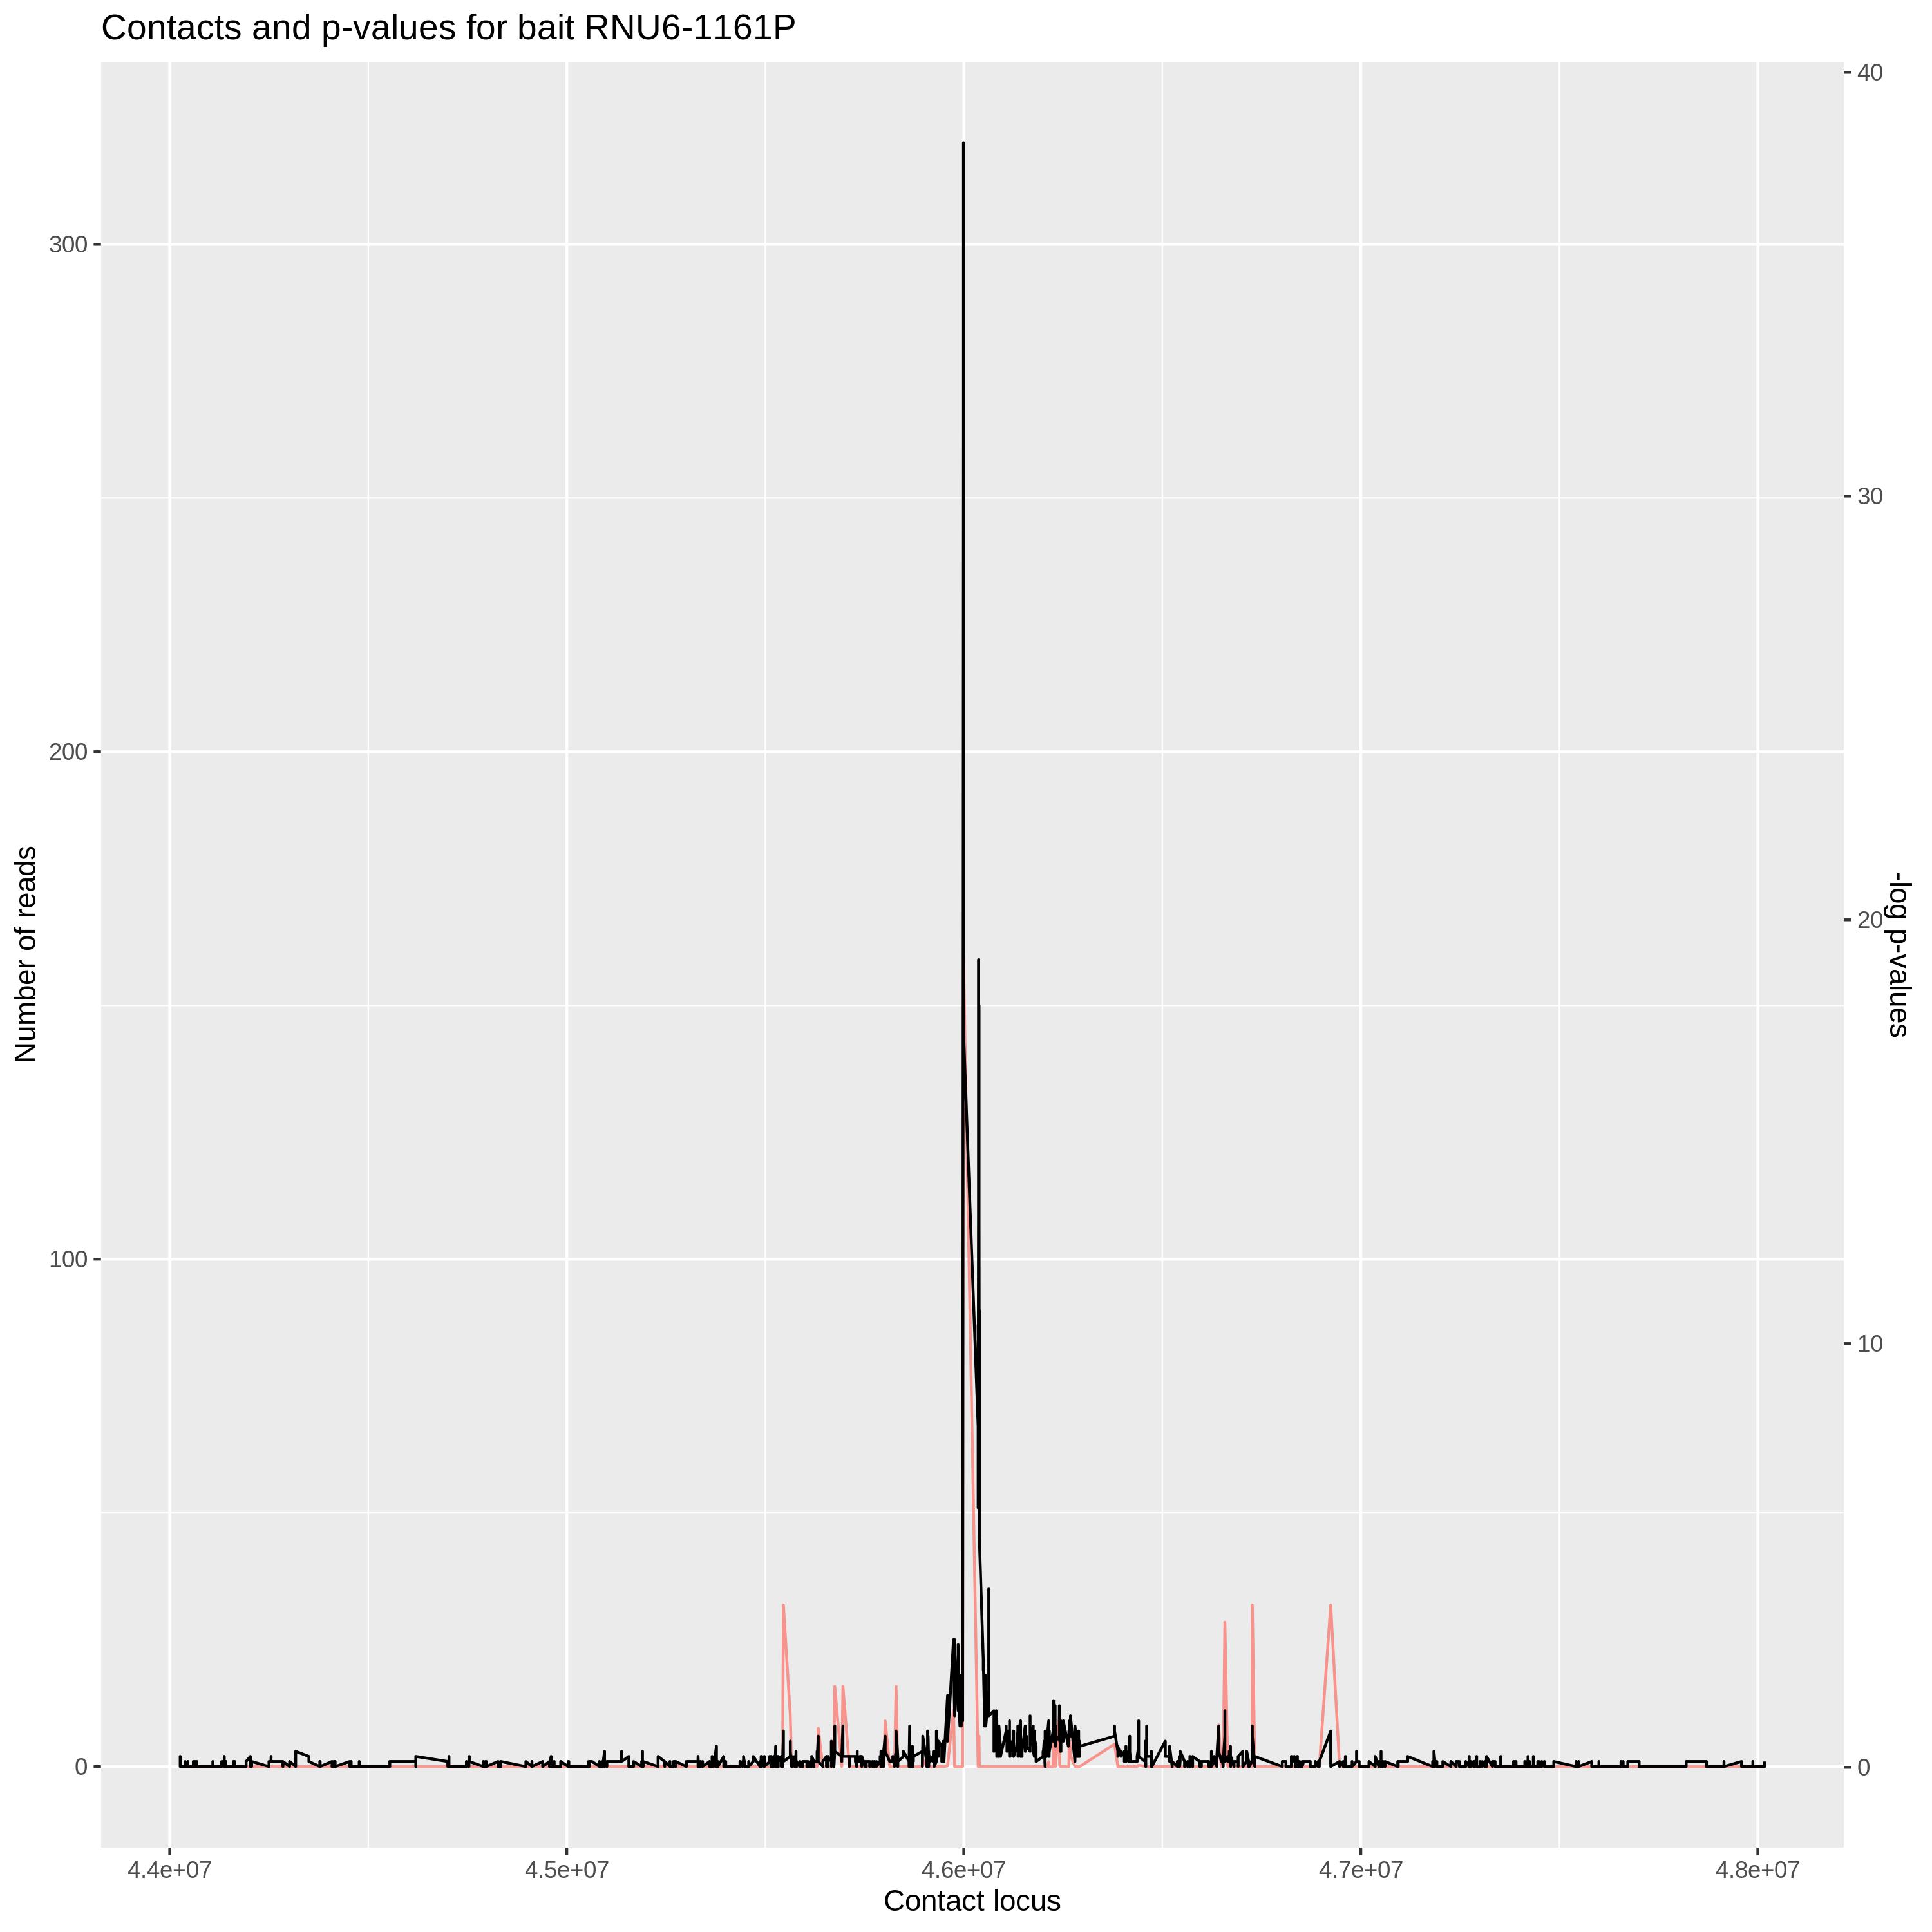 Contacts and p-values for bait RNU6-1161P
Number of reads
300
200
100
0
40
30
20
10
0
-log p-values
4.4e+07 4.5e+07 4.6e+07 4.7e+07 4.8e+07
Contact locus